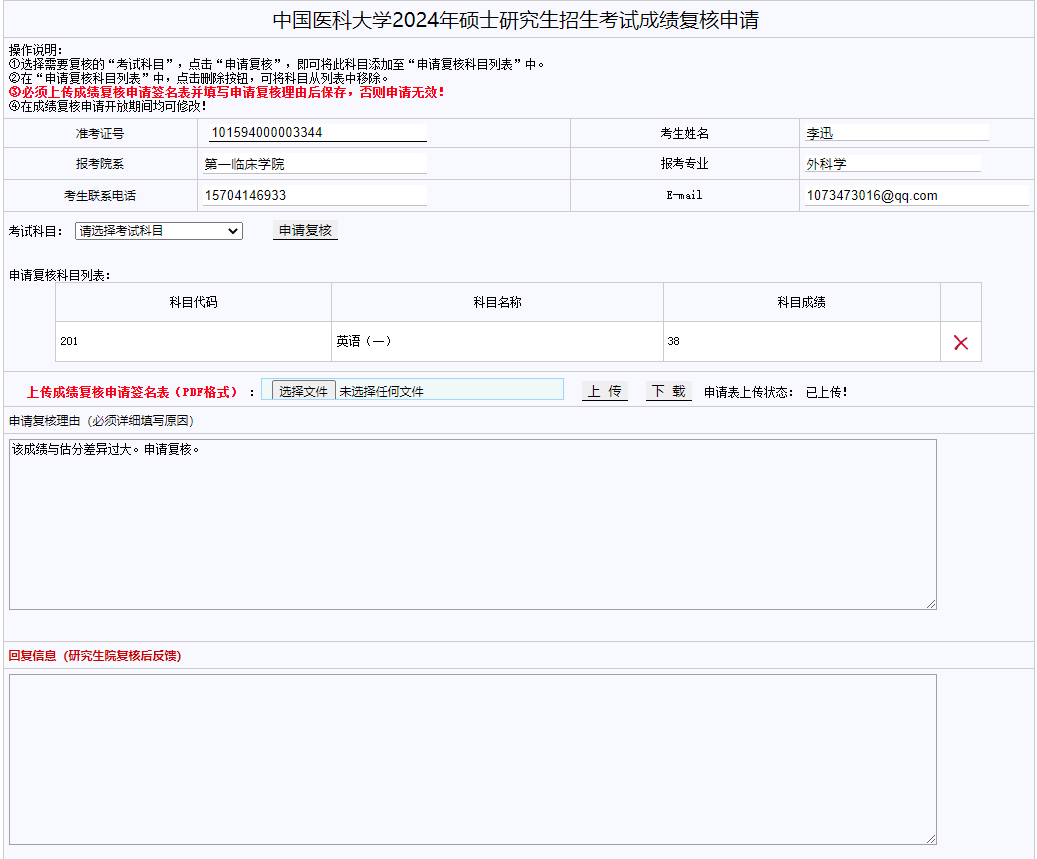 中国医科大学2024年硕士研究生招生考试成绩复核申请
操作说明：
①选择需要复核的“考试科目”，点击“申请复核”，即可将此科目添加至“申请复核科目列表”中。
②在“申请复核科目列表”中，点击删除按钮，可将科目从列表中移除。
③必须上传成绩复核申请签名表并填写申请复核理由后保存，否则申请无效！
④在成绩复核申请开放期间均可修改！
准考证号 101594000003344 考生姓名 李迅
报考院系 第一临床学院 报考专业 外科学
考生联系电话 15704146933 E-mail 1073473016@qq.com
考试科目： 请选择考试科目 申请复核
申请复核科目列表：
科目代码 科目名称 科目成绩
201 英语（一） 38
上传成绩复核申请签名表（PDF格式）： 选择文件 未选择任何文件 上 传 下 载 申请表上传状态： 已上传！
申请复核理由（必须详细填写原因）
该成绩与估分差异过大。申请复核。
回复信息（研究生院复核后反馈）